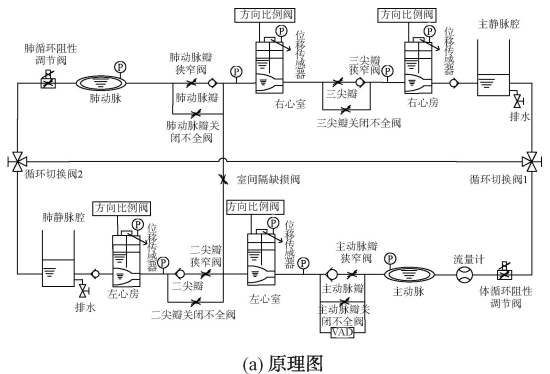 方向比例阀
方向比例阀
主静脉腔
肺循环阻性
调节阀
P
肺动脉
肺动脉瓣
狭窄阀
肺动脉瓣
肺动脉瓣关
闭不全阀
P
位移传感器
右心室
P
三尖瓣
狭窄阀
三尖瓣
三尖瓣关闭不全阀
P
位移传感器
右心房
排水
循环切换阀2
室间隔缺损阀
循环切换阀1
肺静脉腔
排水
方向比例阀
P
位移传感器
左心房
P
二尖瓣
狭窄阀
二尖瓣
二尖瓣关闭不全阀
方向比例阀
P
位移传感器
左心室
P
主动脉瓣
狭窄阀
主动脉瓣
主动脉瓣关
闭不全阀
VAD
P
主动脉
流量计
体循环阻性
调节阀
(a) 原理图